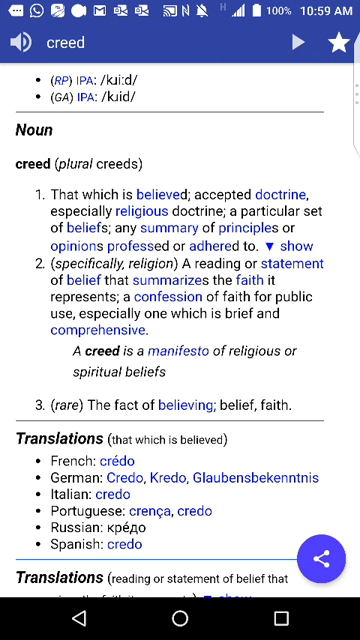 100% 10:59 AM
creed
• (RP) IPA: /kɹiːd/
• (GA) IPA: /kɹid/
Noun
creed (plural creeds)
1. That which is believed; accepted doctrine,
especially religious doctrine; a particular set
of beliefs; any summary of principles or
opinions professed or adhered to. ▼ show
2. (specifically, religion) A reading or statement
of belief that summarizes the faith it
represents; a confession of faith for public
use, especially one which is brief and
comprehensive.
A creed is a manifesto of religious or
spiritual beliefs
3. (rare) The fact of believing; belief, faith.
Translations (that which is believed)
• French: crédo
• German: Credo, Kredo, Glaubensbekenntnis
• Italian: credo
• Portuguese: crença, credo
• Russian: кре́до
• Spanish: credo
Translations (reading or statement of belief that